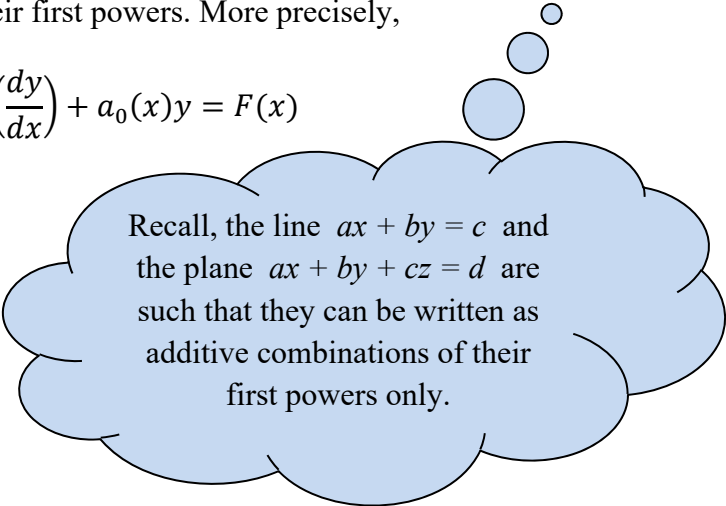 eir first powers. More precisely,
(dy/dx) + a₀(x)y = F(x)
Recall, the line ax + by = c and
the plane ax + by + cz = d are
such that they can be written as
additive combinations of their
first powers only.